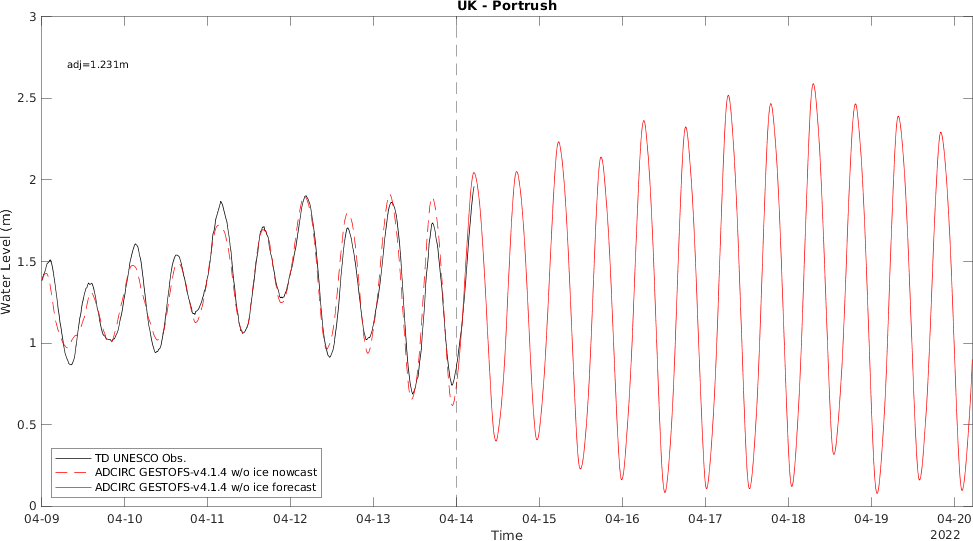 UK - Portrush
3
adj=1.231m
2.5
2
1.5
Water Level (m)
1
0.5
TD UNESCO Obs.
ADCIRC GESTOFS-v4.1.4 w/o ice nowcast
ADCIRC GESTOFS-v4.1.4 w/o ice forecast
0
04-09 04-10 04-11 04-12 04-13 04-14 04-15 04-16 04-17 04-18 04-19 04-20
Time
2022